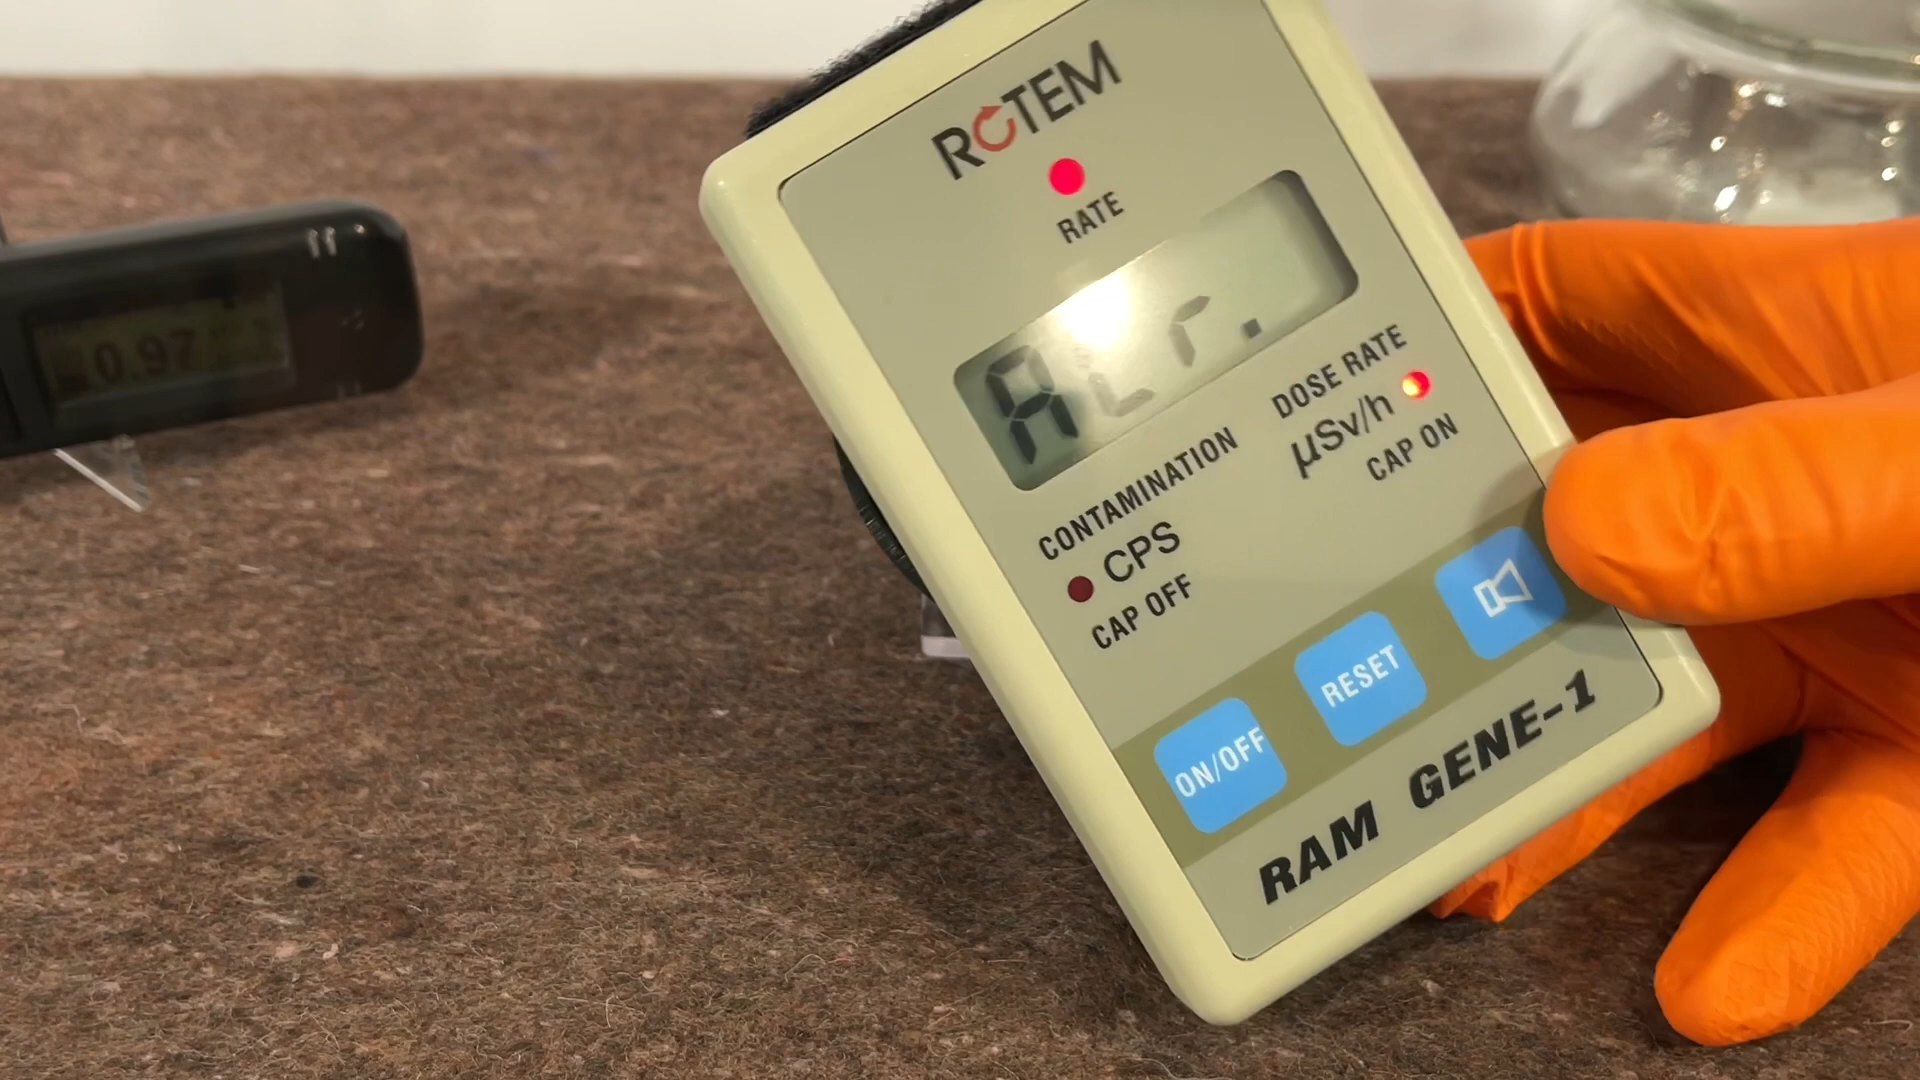 ROTEM
RATE
0.97
ALr.
CONTAMINATION
CPS
CAP OFF
DOSE RATE
µSv/h
CAP ON
ON/OFF
RESET
RAM GENE-1